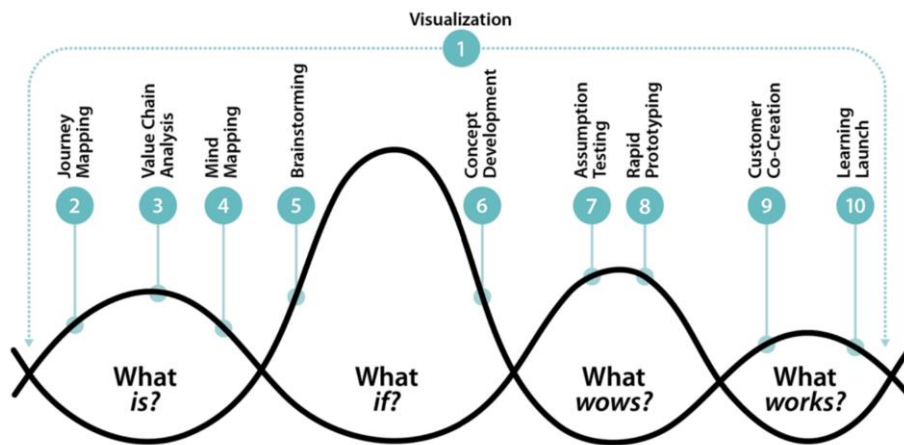 Visualization
1
Journey
Mapping
2
Value Chain
Analysis
3
Mind
Mapping
4
Brainstorming
5
Concept
Development
6
Assumption
Testing
7
Rapid
Prototyping
8
Customer
Co-Creation
9
Learning
Launch
10
What
is?
What
if?
What
wows?
What
works?